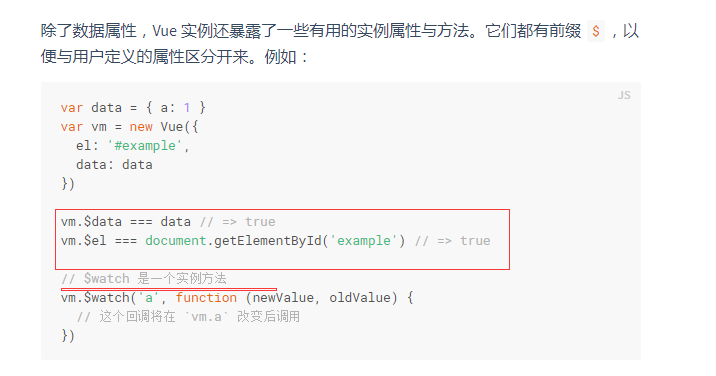 除了数据属性，Vue 实例还暴露了一些有用的实例属性与方法。它们都有前缀 $ ，以
便与用户定义的属性区分开来。例如：
JS
var data = { a: 1 }
var vm = new Vue({
  el: '#example',
  data: data
})
vm.$data === data // => true
vm.$el === document.getElementById('example') // => true
// $watch 是一个实例方法
vm.$watch('a', function (newValue, oldValue) {
  // 这个回调将在 `vm.a` 改变后调用
})